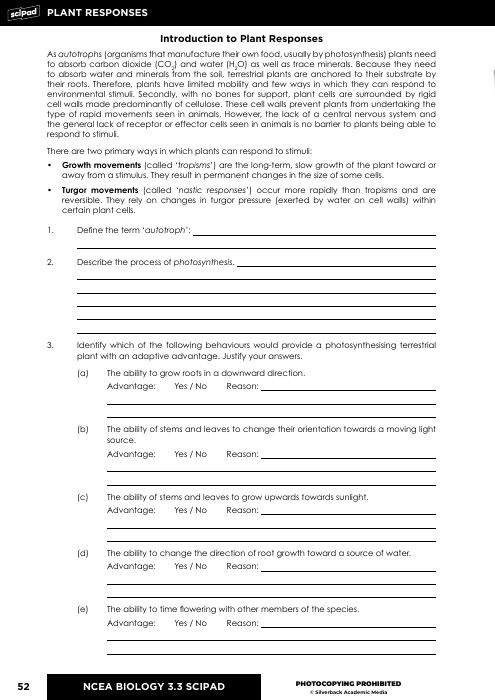 scipad PLANT RESPONSES
Introduction to Plant Responses
As autotrophs (organisms that manufacture their own food, usually by photosynthesis) plants need
to absorb carbon dioxide (CO₂) and water (H₂O) as well as trace minerals. Because they need
to absorb water and minerals from the soil, terrestrial plants are anchored to their substrate by
their roots. Therefore, plants have limited mobility and few ways in which they can respond to
environmental stimuli. Secondly, with no bones for support, plant cells are surrounded by rigid
cell walls made predominantly of cellulose. These cell walls prevent plants from undertaking the
type of rapid movements seen in animals. However, the lack of a central nervous system and
the general lack of receptor or effector cells seen in animals is no barrier to plants being able to
respond to stimuli.
There are two primary ways in which plants can respond to stimuli:
• Growth movements (called ‘tropisms’) are the long-term, slow growth of the plant toward or
away from a stimulus. They result in permanent changes in the size of some cells.
• Turgor movements (called ‘nastic responses’) occur more rapidly than tropisms and are
reversible. They rely on changes in turgor pressure (exerted by water on cell walls) within
certain plant cells.
1. Define the term ‘autotroph’:
2. Describe the process of photosynthesis.
3. Identify which of the following behaviours would provide a photosynthesising terrestrial
plant with an adaptive advantage. Justify your answers.
(a) The ability to grow roots in a downward direction.
Advantage: Yes / No Reason:
(b) The ability of stems and leaves to change their orientation towards a moving light
source.
Advantage: Yes / No Reason:
(c) The ability of stems and leaves to grow upwards towards sunlight.
Advantage: Yes / No Reason:
(d) The ability to change the direction of root growth toward a source of water.
Advantage: Yes / No Reason:
(e) The ability to time flowering with other members of the species.
Advantage: Yes / No Reason:
52 NCEA BIOLOGY 3.3 SCIPAD PHOTOCOPYING PROHIBITED
© Silverback Academic Media